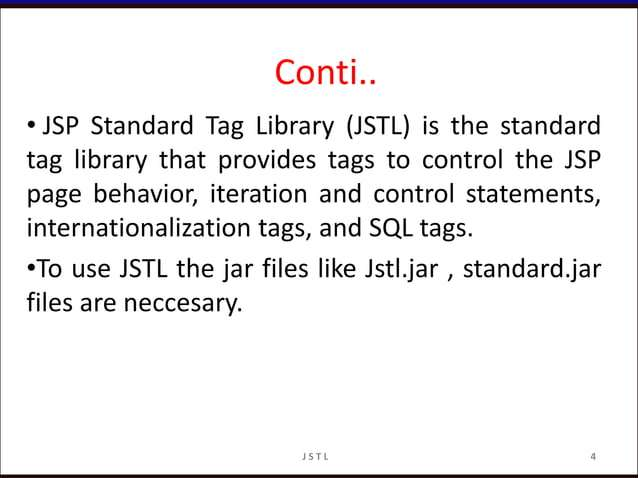 Conti..
• JSP Standard Tag Library (JSTL) is the standard
tag library that provides tags to control the JSP
page behavior, iteration and control statements,
internationalization tags, and SQL tags.
•To use JSTL the jar files like Jstl.jar , standard.jar
files are neccesary.
J S T L
4